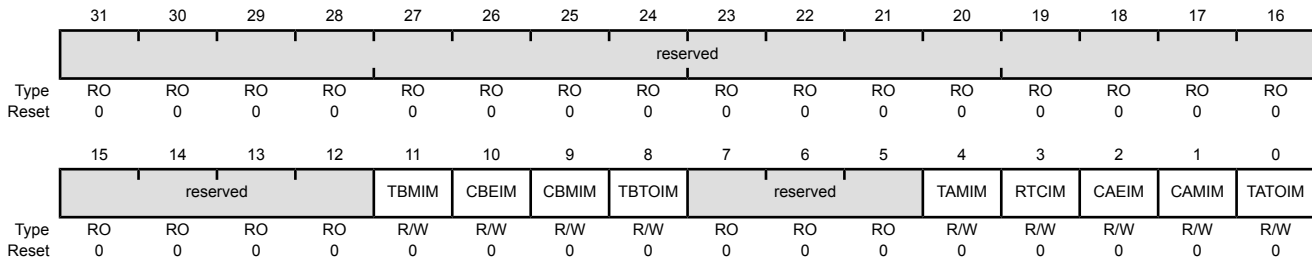 31 30 29 28 27 26 25 24 23 22 21 20 19 18 17 16
reserved
Type RO RO RO RO RO RO RO RO RO RO RO RO RO RO RO RO
Reset 0 0 0 0 0 0 0 0 0 0 0 0 0 0 0 0
15 14 13 12 11 10 9 8 7 6 5 4 3 2 1 0
reserved TBMIM CBEIM CBMIM TBTOIM reserved TAMIM RTCIM CAEIM CAMIM TATOIM
Type RO RO RO RO R/W R/W R/W R/W RO RO RO R/W R/W R/W R/W R/W
Reset 0 0 0 0 0 0 0 0 0 0 0 0 0 0 0 0